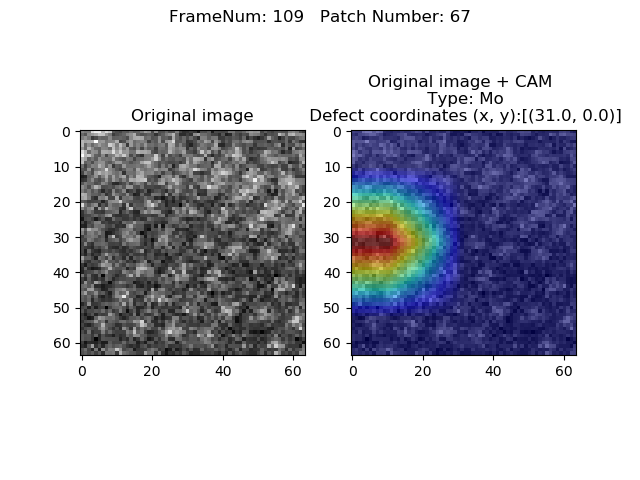 FrameNum: 109   Patch Number: 67
Original image
0
10
20
30
40
50
60
0 20 40 60
Original image + CAM
Type: Mo
Defect coordinates (x, y):[(31.0, 0.0)]
0
10
20
30
40
50
60
0 20 40 60